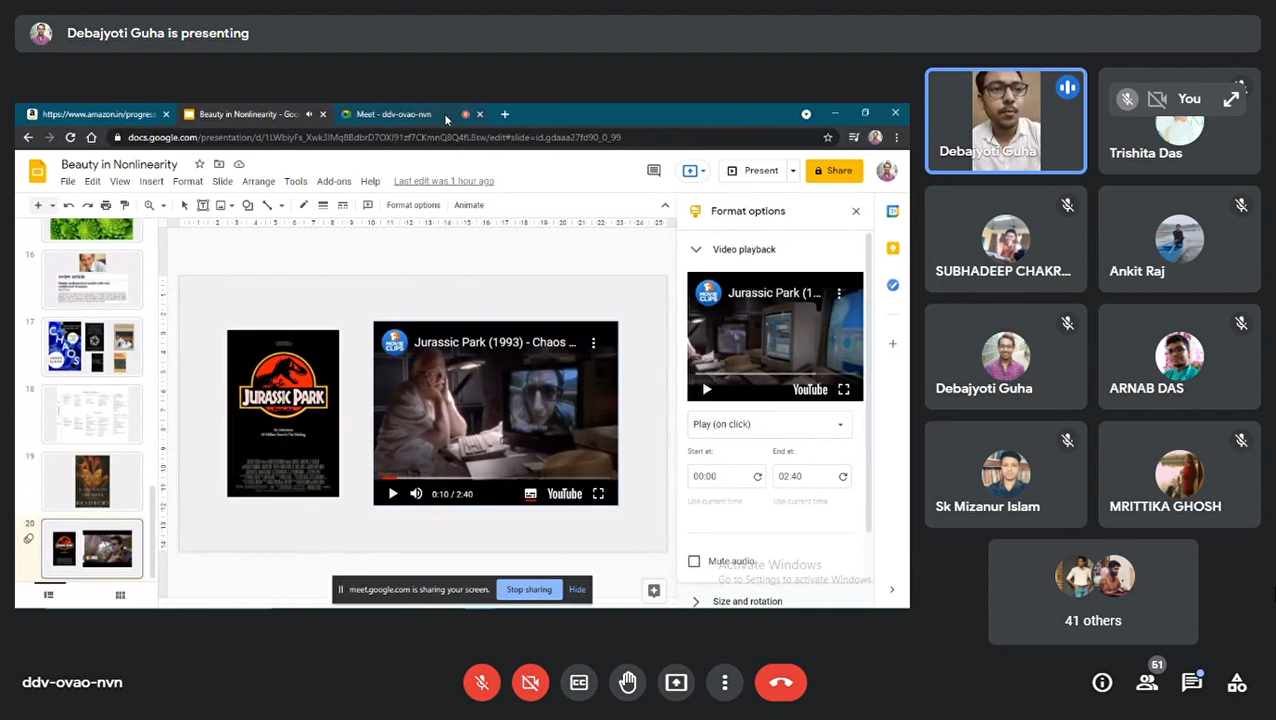 Debajyoti Guha is presenting
https://www.amazon.in/progress
Beauty in Nonlinearity - Goo
Meet - ddv-ovao-nvn
docs.google.com/presentation/d/1LWbiyFs_Xwk3IMq8BdbrD7OXI91zf7CKmnQ8Q4fL8sw/edit#slide=id.gdaaa27fd90_0_99
Beauty in Nonlinearity
File Edit View Insert Format Slide Arrange Tools Add-ons Help Last edit was 1 hour ago
Present
Share
Format options Animate
Format options
Video playback
Jurassic Park (1...
MOVIE CLIPS
YouTube
Play (on click)
Start at:
End at:
00:00
02:40
Use current time
Use current time
Mute audio
Size and rotation
Activate Windows
Go to Settings to activate Windows.
16
17
CHAOS
18
19
20
JURASSIC PARK
MOVIE CLIPS
Jurassic Park (1993) - Chaos ...
0:10 / 2:40
YouTube
meet.google.com is sharing your screen.
Stop sharing
Hide
Debajyoti Guha
You
Trishita Das
SUBHADEEP CHAKR...
Ankit Raj
Debajyoti Guha
ARNAB DAS
Sk Mizanur Islam
MRITTIKA GHOSH
41 others
ddv-ovao-nvn
51